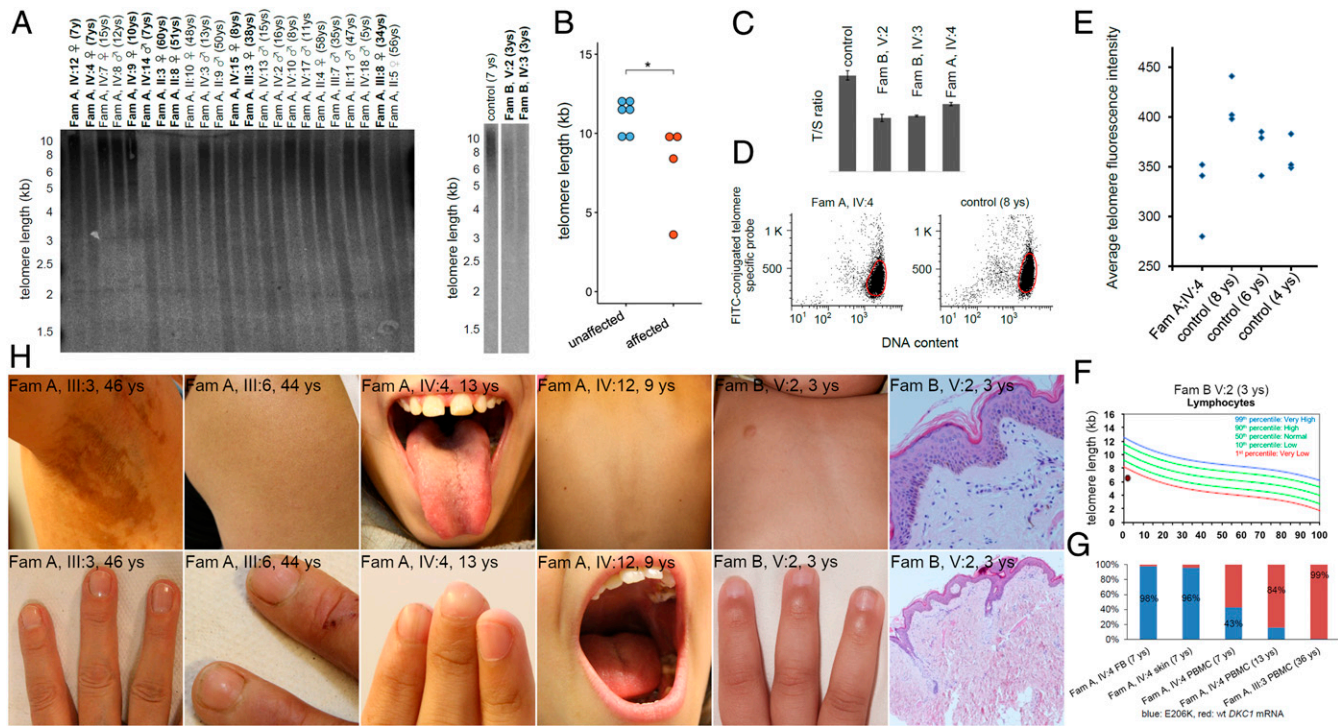 A
Fam A, IV:12 ♀ (7y)
Fam A, IV:4 ♀ (7ys)
Fam A, IV:7 ♀ (15ys)
Fam A, IV:8 ♂ (12ys)
Fam A, IV:9 ♀ (10ys)
Fam A, IV:14 ♂ (7ys)
Fam A, II:3 ♀ (60ys)
Fam A, II:8 ♀ (51ys)
Fam A, II:10 ♀ (48ys)
Fam A, IV:3 ♂ (13ys)
Fam A, II:9 ♂ (50ys)
Fam A, IV:15 ♀ (8ys)
Fam A, III:3 ♀ (38ys)
Fam A, IV:13 ♂ (15ys)
Fam A, IV:2 ♂ (16ys)
Fam A, IV:10 ♂ (8ys)
Fam A, IV:17 ♂ (11ys)
Fam A, II:4 ♀ (58ys)
Fam A, III:7 ♂ (35ys)
Fam A, II:11 ♂ (47ys)
Fam A, IV:18 ♂ (5ys)
Fam A, III:8 ♀ (34ys)
Fam A, II:5 ♀ (56ys)
telomere length (kb)
10
8
6
5
4
3
2.5
2
1.5
control (7 ys)
Fam B, V:2 (3ys)
Fam B, IV:3 (3ys)
telomere length (kb)
10
8
6
5
4
3
2.5
2
1.5
B
*
telomere length (kb)
15
10
5
0
unaffected
affected
C
control
Fam B, V:2
Fam B, IV:3
Fam A, IV:4
T/S ratio
D
Fam A, IV:4
control (8 ys)
FITC-conjugated telomere
specific probe
1 K
500
10¹ 10² 10³
1 K
500
10¹ 10² 10³
DNA content
E
Average telomere fluorescence intensity
450
400
350
300
250
Fam A;IV:4
control (8 ys)
control (6 ys)
control (4 ys)
H
Fam A, III:3, 46 ys
Fam A, III:6, 44 ys
Fam A, IV:4, 13 ys
Fam A, IV:12, 9 ys
Fam B, V:2, 3 ys
Fam B, V:2, 3 ys
Fam A, III:3, 46 ys
Fam A, III:6, 44 ys
Fam A, IV:4, 13 ys
Fam A, IV:12, 9 ys
Fam B, V:2, 3 ys
Fam B, V:2, 3 ys
F
Fam B V:2 (3 ys)
Lymphocytes
99th percentile: Very High
90th percentile: High
50th percentile: Normal
10th percentile: Low
1st percentile: Very Low
telomere length (kb)
16
14
12
10
8
6
4
2
0
0 10 20 30 40 50 60 70 80 90 100
G
100%
80%
60%
40%
20%
0%
98%
96%
43%
84%
99%
Fam A, IV:4 FB (7 ys)
Fam A, IV:4 skin (7 ys)
Fam A, IV:4 PBMC (7 ys)
Fam A, IV:4 PBMC (13 ys)
Fam A, III:3 PBMC (36 ys)
blue: E206K, red: wt DKC1 mRNA